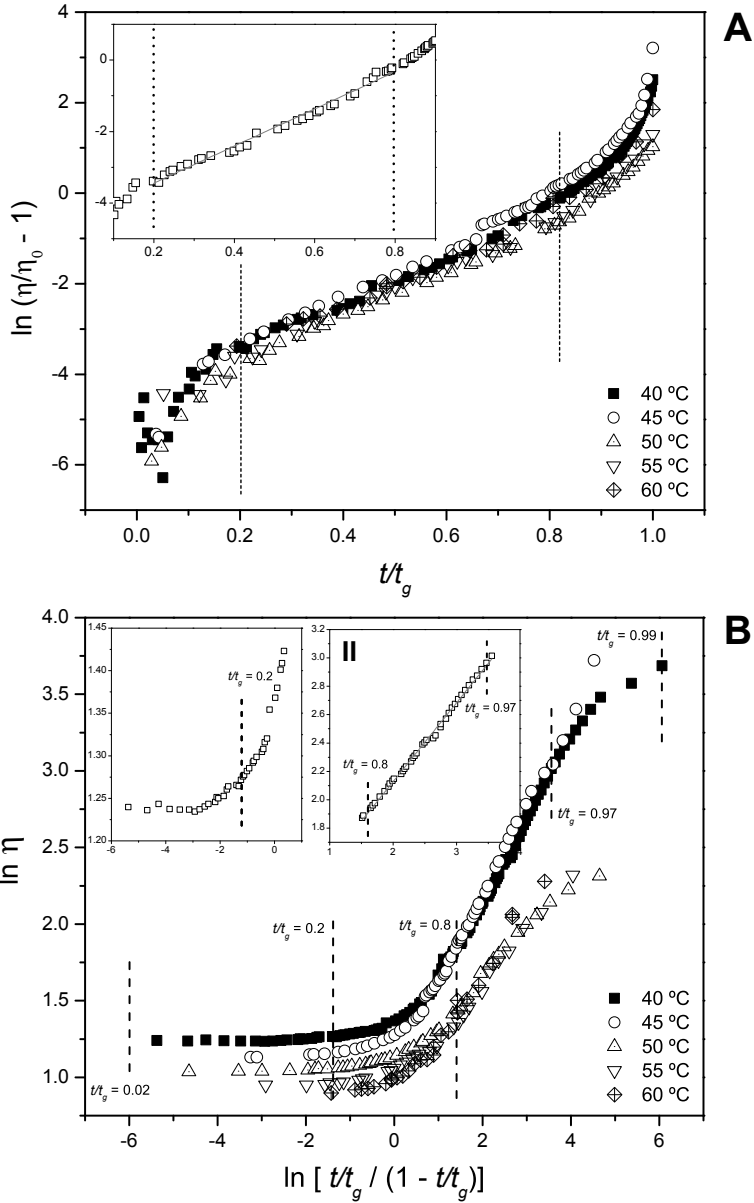 A
4
2
0
-2
-4
-6
ln (η/η0 - 1)
0
-2
-4
0.2 0.4 0.6 0.8
40 ºC
45 ºC
50 ºC
55 ºC
60 ºC
0.0 0.2 0.4 0.6 0.8 1.0
t/tg
B
4.0
3.5
3.0
2.5
2.0
1.5
1.0
ln η
1.45
1.40
1.35
1.30
1.25
1.20
t/tg = 0.2
-6 -4 -2 0
II
3.2
3.0
2.8
2.6
2.4
2.2
2.0
1.8
t/tg = 0.97
t/tg = 0.8
1 2 3 4
t/tg = 0.99
t/tg = 0.97
t/tg = 0.2
t/tg = 0.8
t/tg = 0.02
40 ºC
45 ºC
50 ºC
55 ºC
60 ºC
-6 -4 -2 0 2 4 6
ln [ t/tg / (1 - t/tg)]